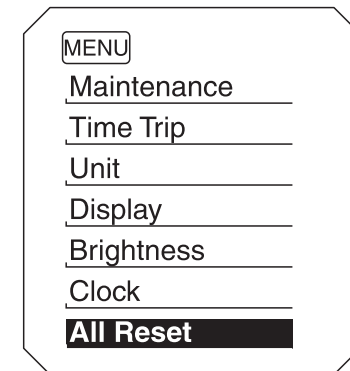 MENU
Maintenance
Time Trip
Unit
Display
Brightness
Clock
All Reset